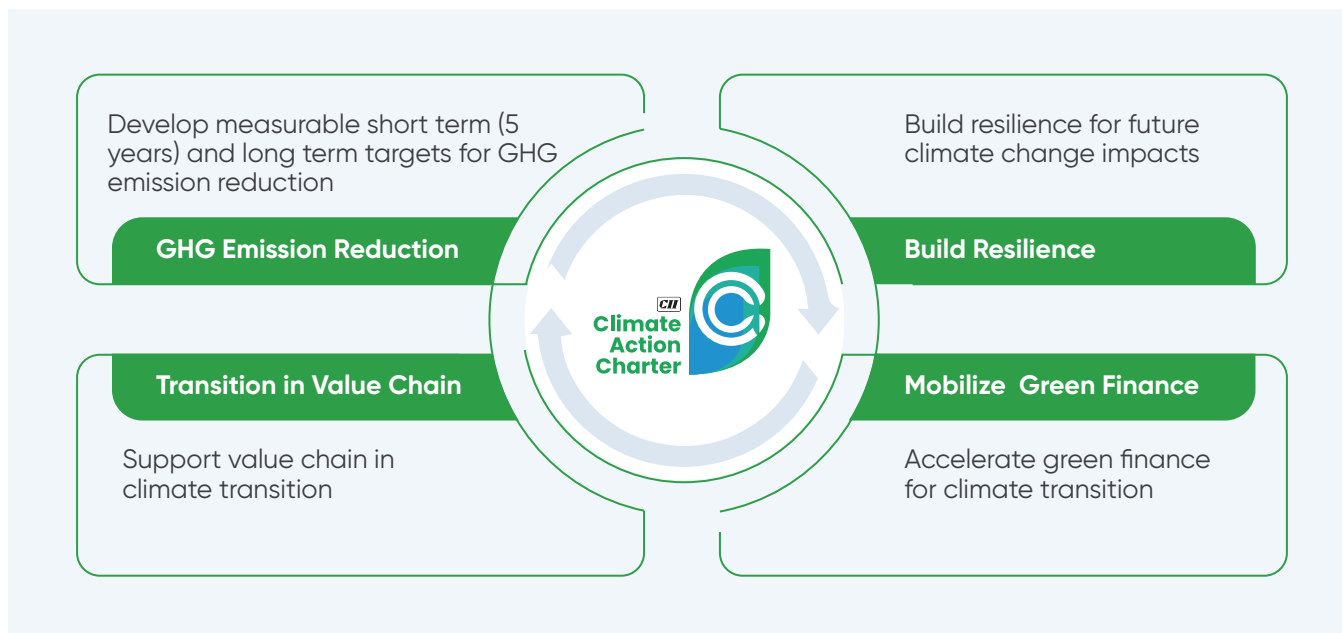 Develop measurable short term (5
years) and long term targets for GHG
emission reduction
GHG Emission Reduction
Build resilience for future
climate change impacts
Build Resilience
CII
Climate
Action
Charter
Transition in Value Chain
Support value chain in
climate transition
Mobilize Green Finance
Accelerate green finance
for climate transition